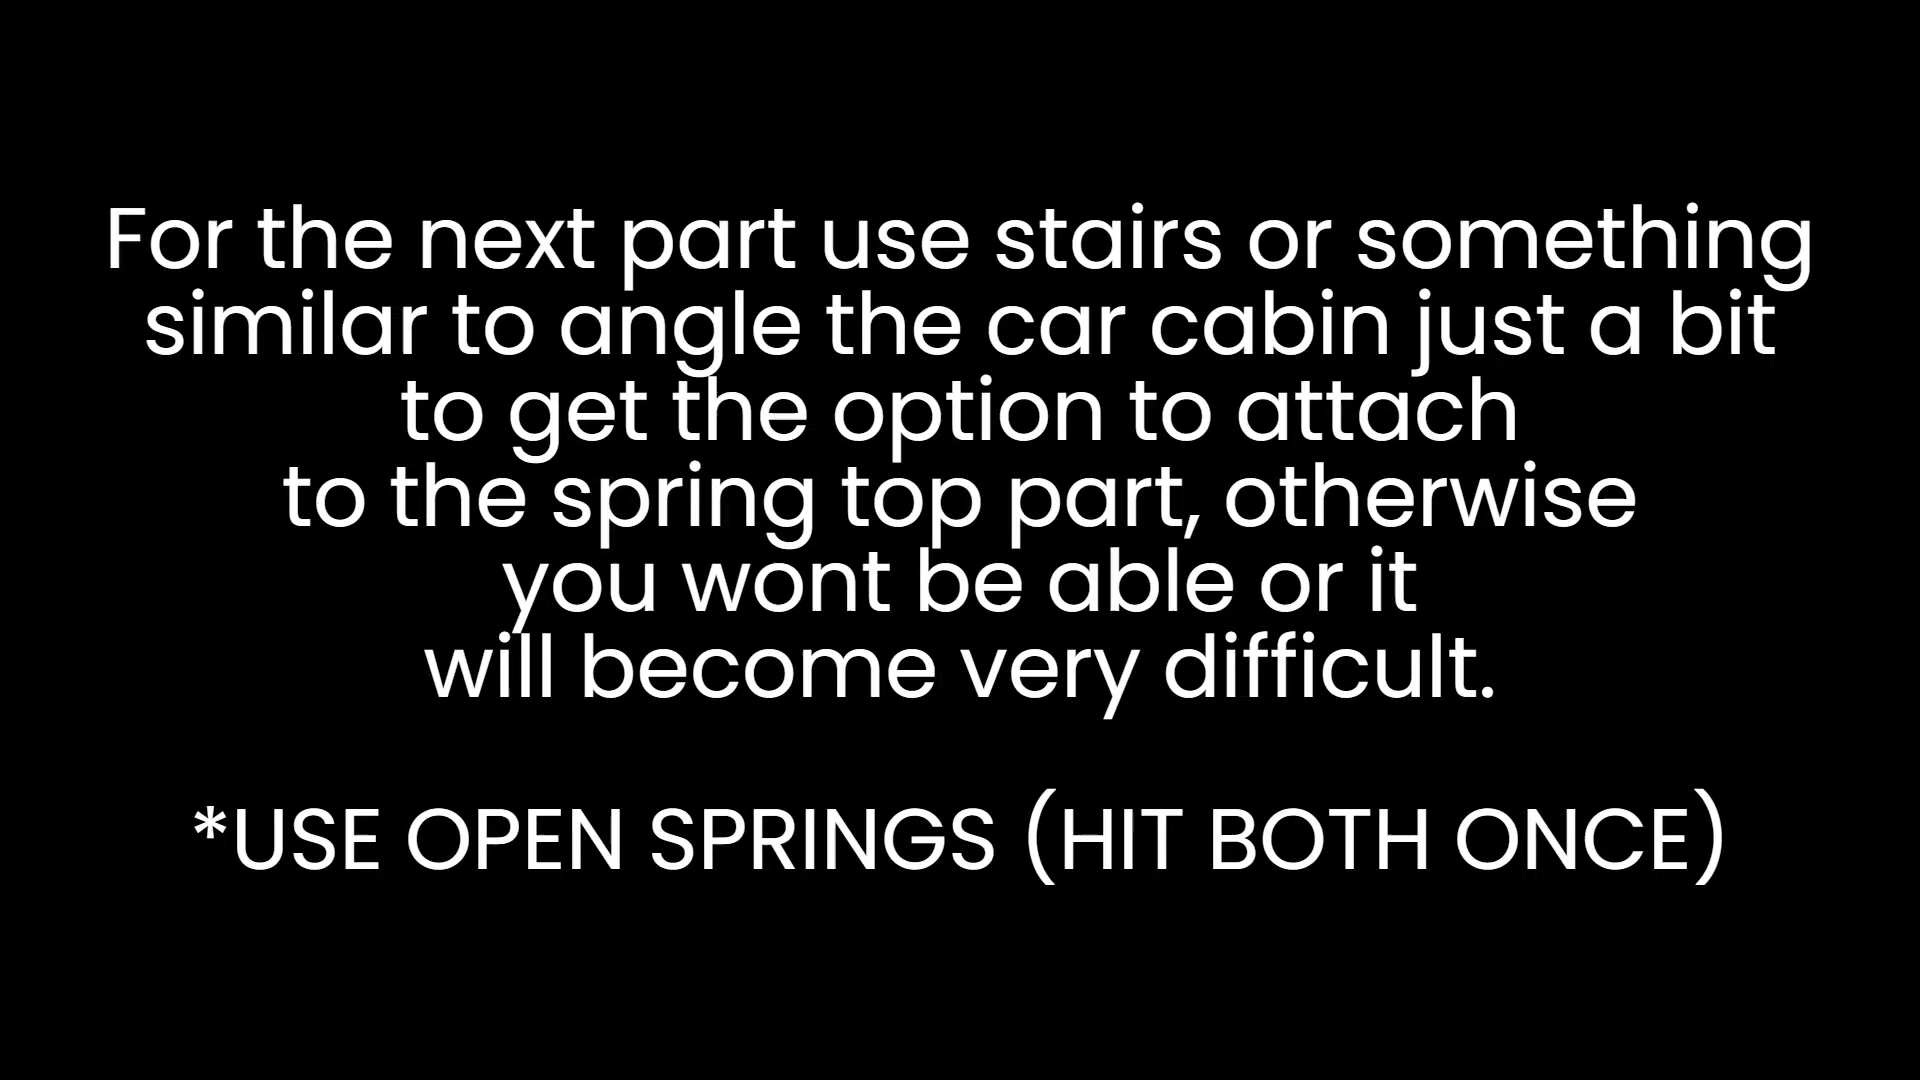 For the next part use stairs or something
similar to angle the car cabin just a bit
to get the option to attach
to the spring top part, otherwise
you wont be able or it
will become very difficult.
*USE OPEN SPRINGS (HIT BOTH ONCE)